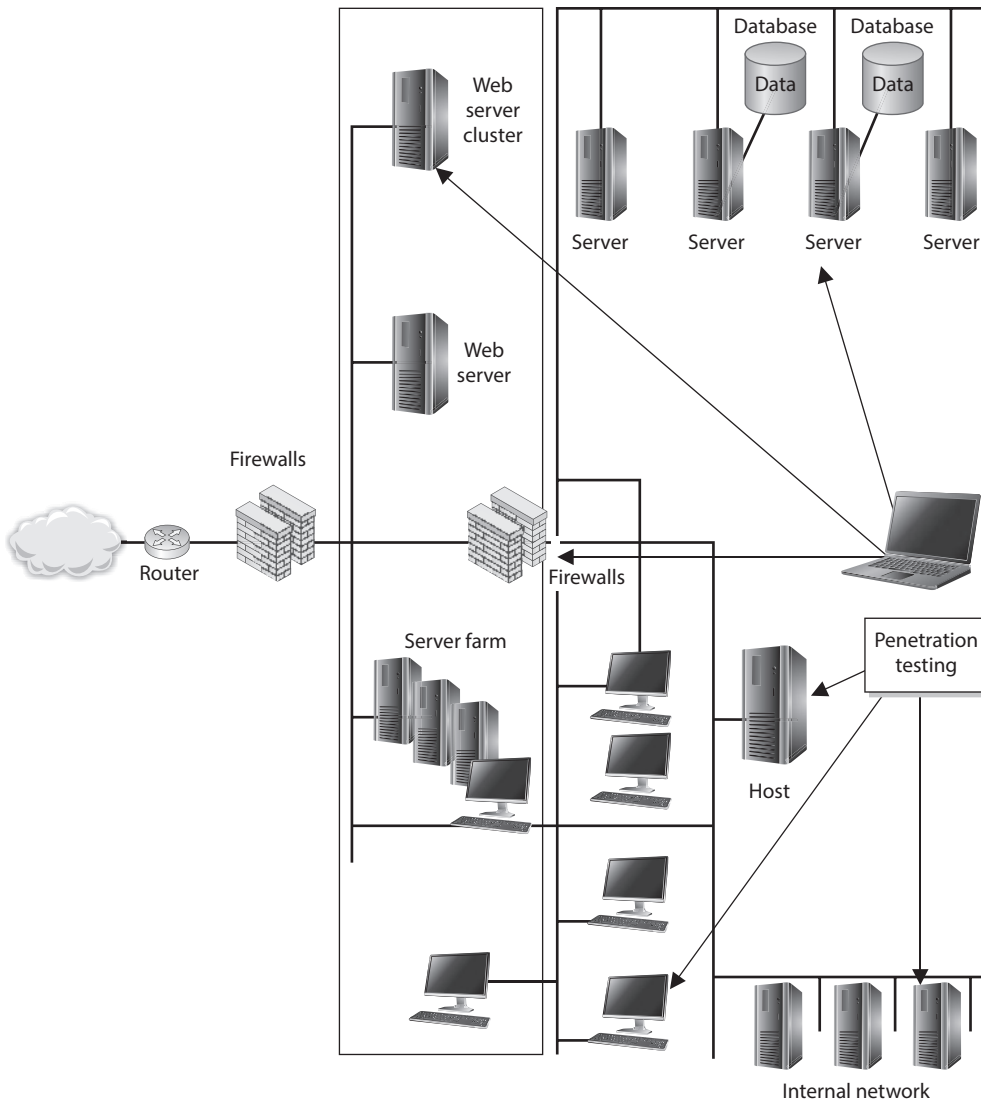 Database
Database
Data
Data
Web
server
cluster
Server
Server
Server
Server
Web
server
Firewalls
Router
Firewalls
Server farm
Penetration
testing
Host
Internal network